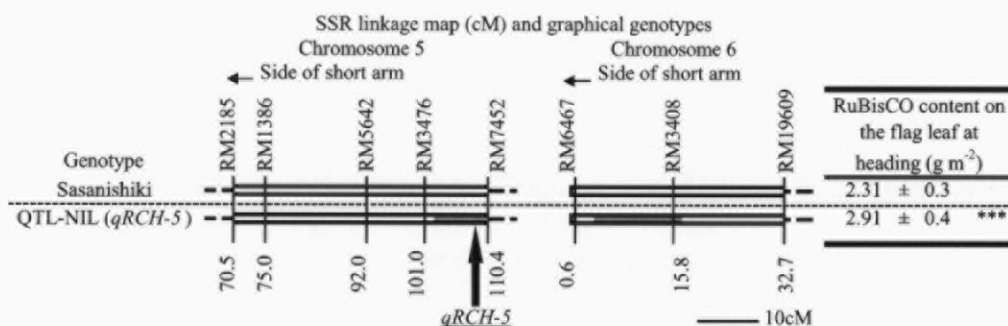 SSR linkage map (cM) and graphical genotypes
Chromosome 5
Chromosome 6
Side of short arm
Side of short arm
RM2185
RM1386
RM5642
RM3476
RM7452
RM6467
RM3408
RM19609
RuBisCO content on
the flag leaf at
heading (g m-2)
Genotype
Sasanishiki
2.31 ± 0.3
QTL-NIL (qRCH-5)
2.91 ± 0.4 ***
70.5
75.0
92.0
101.0
110.4
0.6
15.8
32.7
qRCH-5
10cM